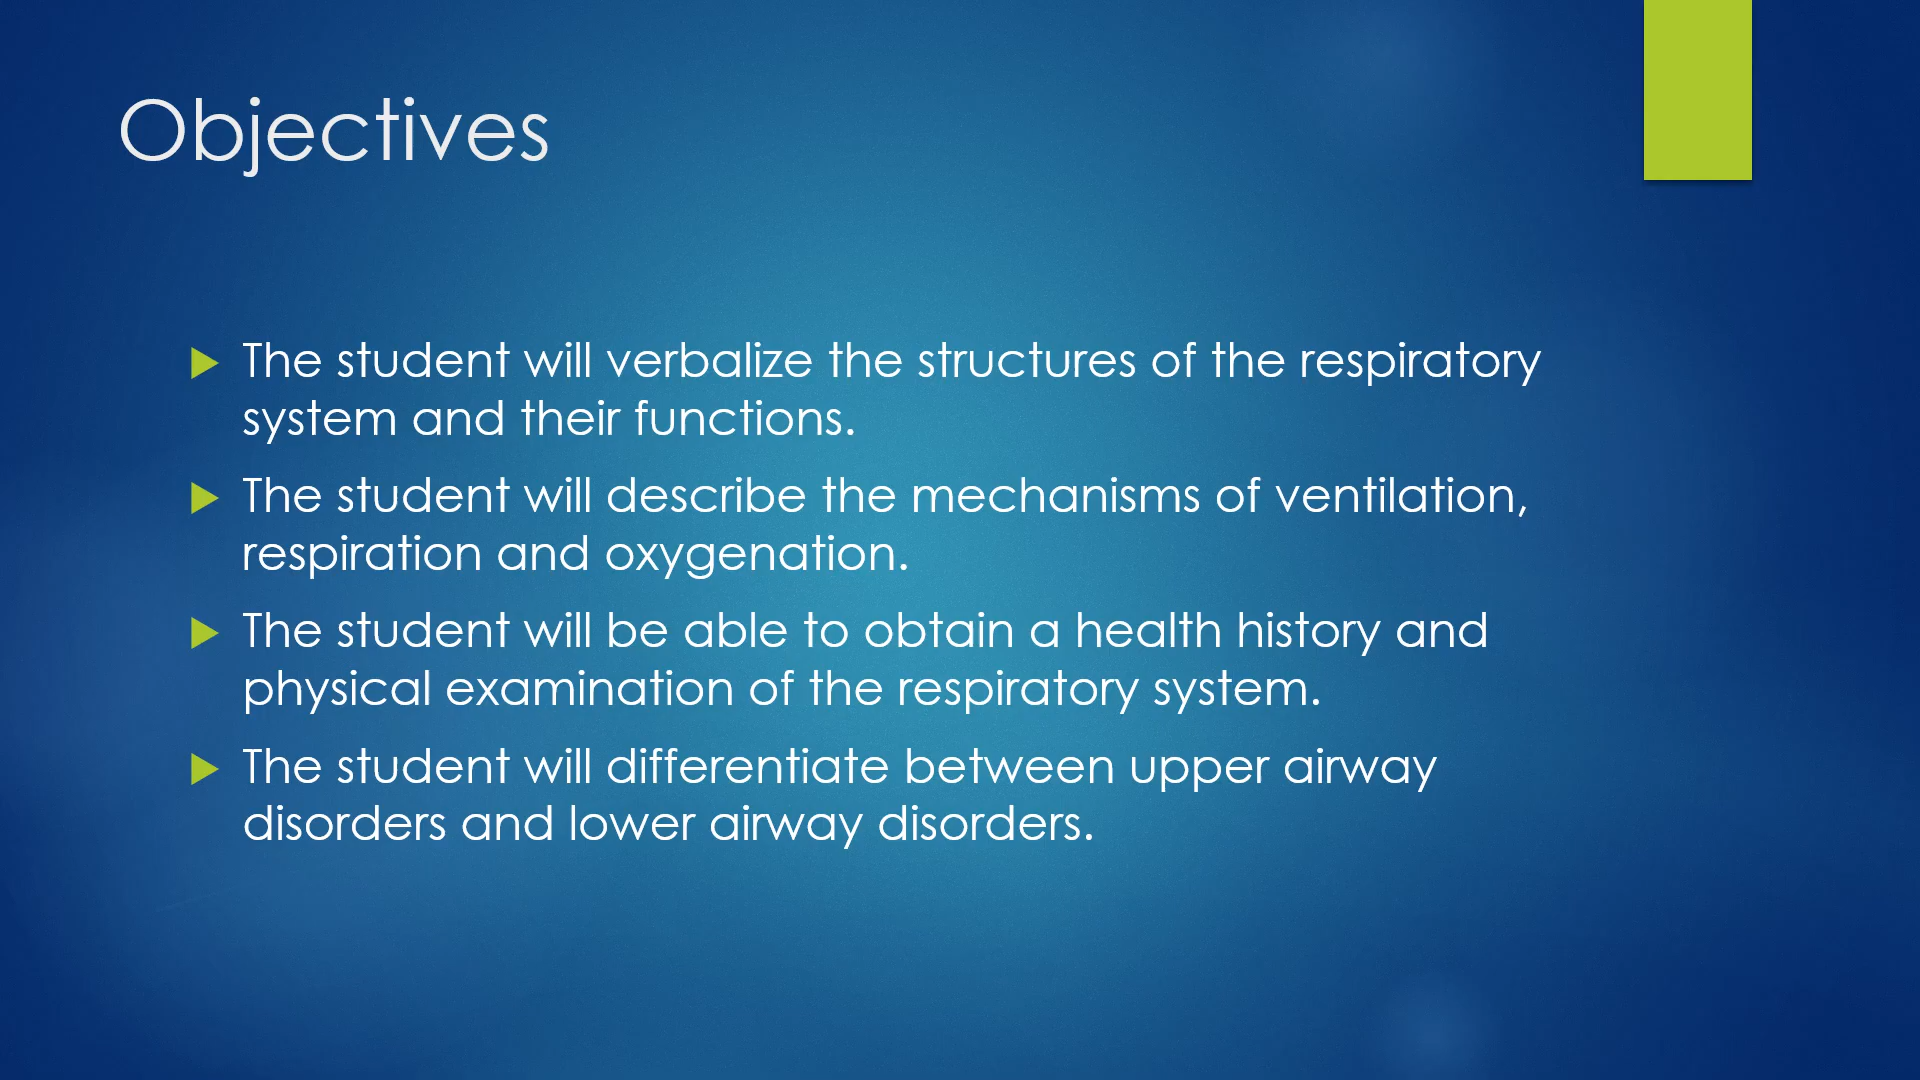 Objectives
The student will verbalize the structures of the respiratory
system and their functions.
The student will describe the mechanisms of ventilation,
respiration and oxygenation.
The student will be able to obtain a health history and
physical examination of the respiratory system.
The student will differentiate between upper airway
disorders and lower airway disorders.